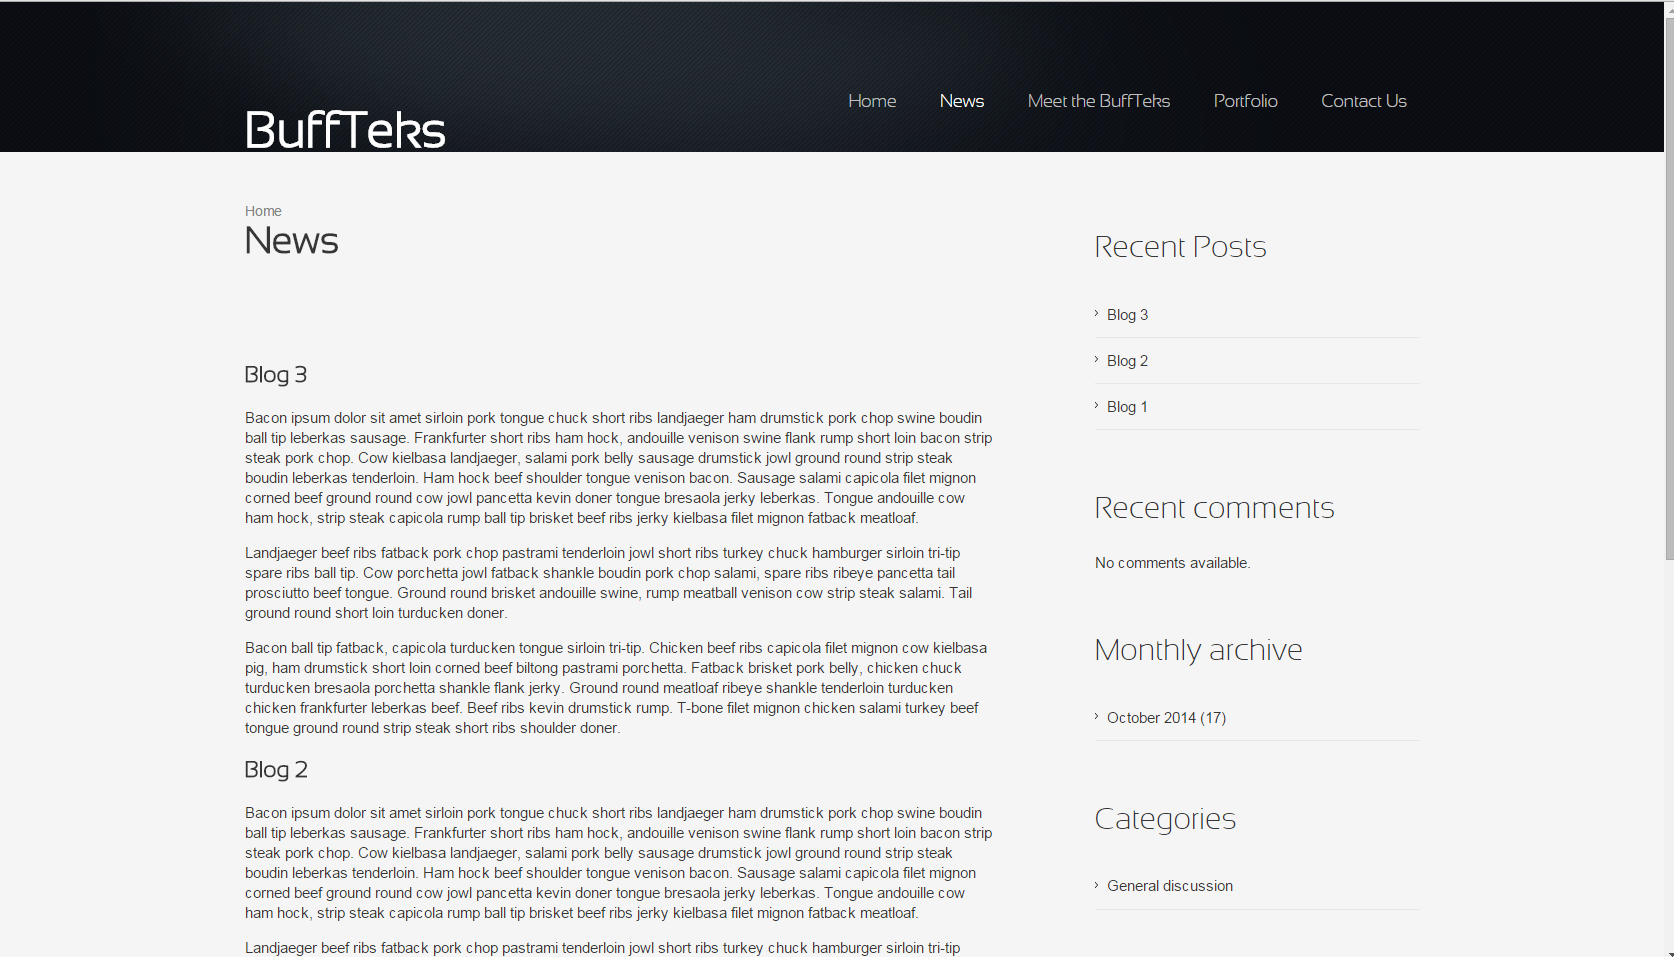 BuffTeks
Home
News
Meet the BuffTeks
Portfolio
Contact Us
Home
News
Blog 3
Bacon ipsum dolor sit amet sirloin pork tongue chuck short ribs landjaeger ham drumstick pork chop swine boudin
ball tip leberkas sausage. Frankfurter short ribs ham hock, andouille venison swine flank rump short loin bacon strip
steak pork chop. Cow kielbasa landjaeger, salami pork belly sausage drumstick jowl ground round strip steak
boudin leberkas tenderloin. Ham hock beef shoulder tongue venison bacon. Sausage salami capicola filet mignon
corned beef ground round cow jowl pancetta kevin doner tongue bresaola jerky leberkas. Tongue andouille cow
ham hock, strip steak capicola rump ball tip brisket beef ribs jerky kielbasa filet mignon fatback meatloaf.
Landjaeger beef ribs fatback pork chop pastrami tenderloin jowl short ribs turkey chuck hamburger sirloin tri-tip
spare ribs ball tip. Cow porchetta jowl fatback shankle boudin pork chop salami, spare ribs ribeye pancetta tail
prosciutto beef tongue. Ground round brisket andouille swine, rump meatball venison cow strip steak salami. Tail
ground round short loin turducken doner.
Bacon ball tip fatback, capicola turducken tongue sirloin tri-tip. Chicken beef ribs capicola filet mignon cow kielbasa
pig, ham drumstick short loin corned beef biltong pastrami porchetta. Fatback brisket pork belly, chicken chuck
turducken bresaola porchetta shankle flank jerky. Ground round meatloaf ribeye shankle tenderloin turducken
chicken frankfurter leberkas beef. Beef ribs kevin drumstick rump. T-bone filet mignon chicken salami turkey beef
tongue ground round strip steak short ribs shoulder doner.
Blog 2
Bacon ipsum dolor sit amet sirloin pork tongue chuck short ribs landjaeger ham drumstick pork chop swine boudin
ball tip leberkas sausage. Frankfurter short ribs ham hock, andouille venison swine flank rump short loin bacon strip
steak pork chop. Cow kielbasa landjaeger, salami pork belly sausage drumstick jowl ground round strip steak
boudin leberkas tenderloin. Ham hock beef shoulder tongue venison bacon. Sausage salami capicola filet mignon
corned beef ground round cow jowl pancetta kevin doner tongue bresaola jerky leberkas. Tongue andouille cow
ham hock, strip steak capicola rump ball tip brisket beef ribs jerky kielbasa filet mignon fatback meatloaf.
Landjaeger beef ribs fatback pork chop pastrami tenderloin jowl short ribs turkey chuck hamburger sirloin tri-tip
Recent Posts
Blog 3
Blog 2
Blog 1
Recent comments
No comments available.
Monthly archive
October 2014 (17)
Categories
General discussion